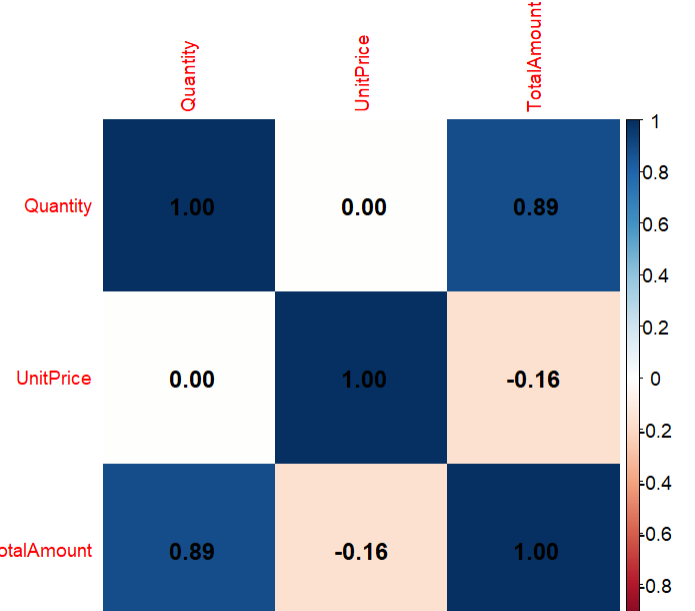 Quantity
UnitPrice
TotalAmount
Quantity 1.00 0.00 0.89
UnitPrice 0.00 1.00 -0.16
otalAmount 0.89 -0.16 1.00
1
0.8
0.6
0.4
0.2
0
-0.2
-0.4
-0.6
-0.8